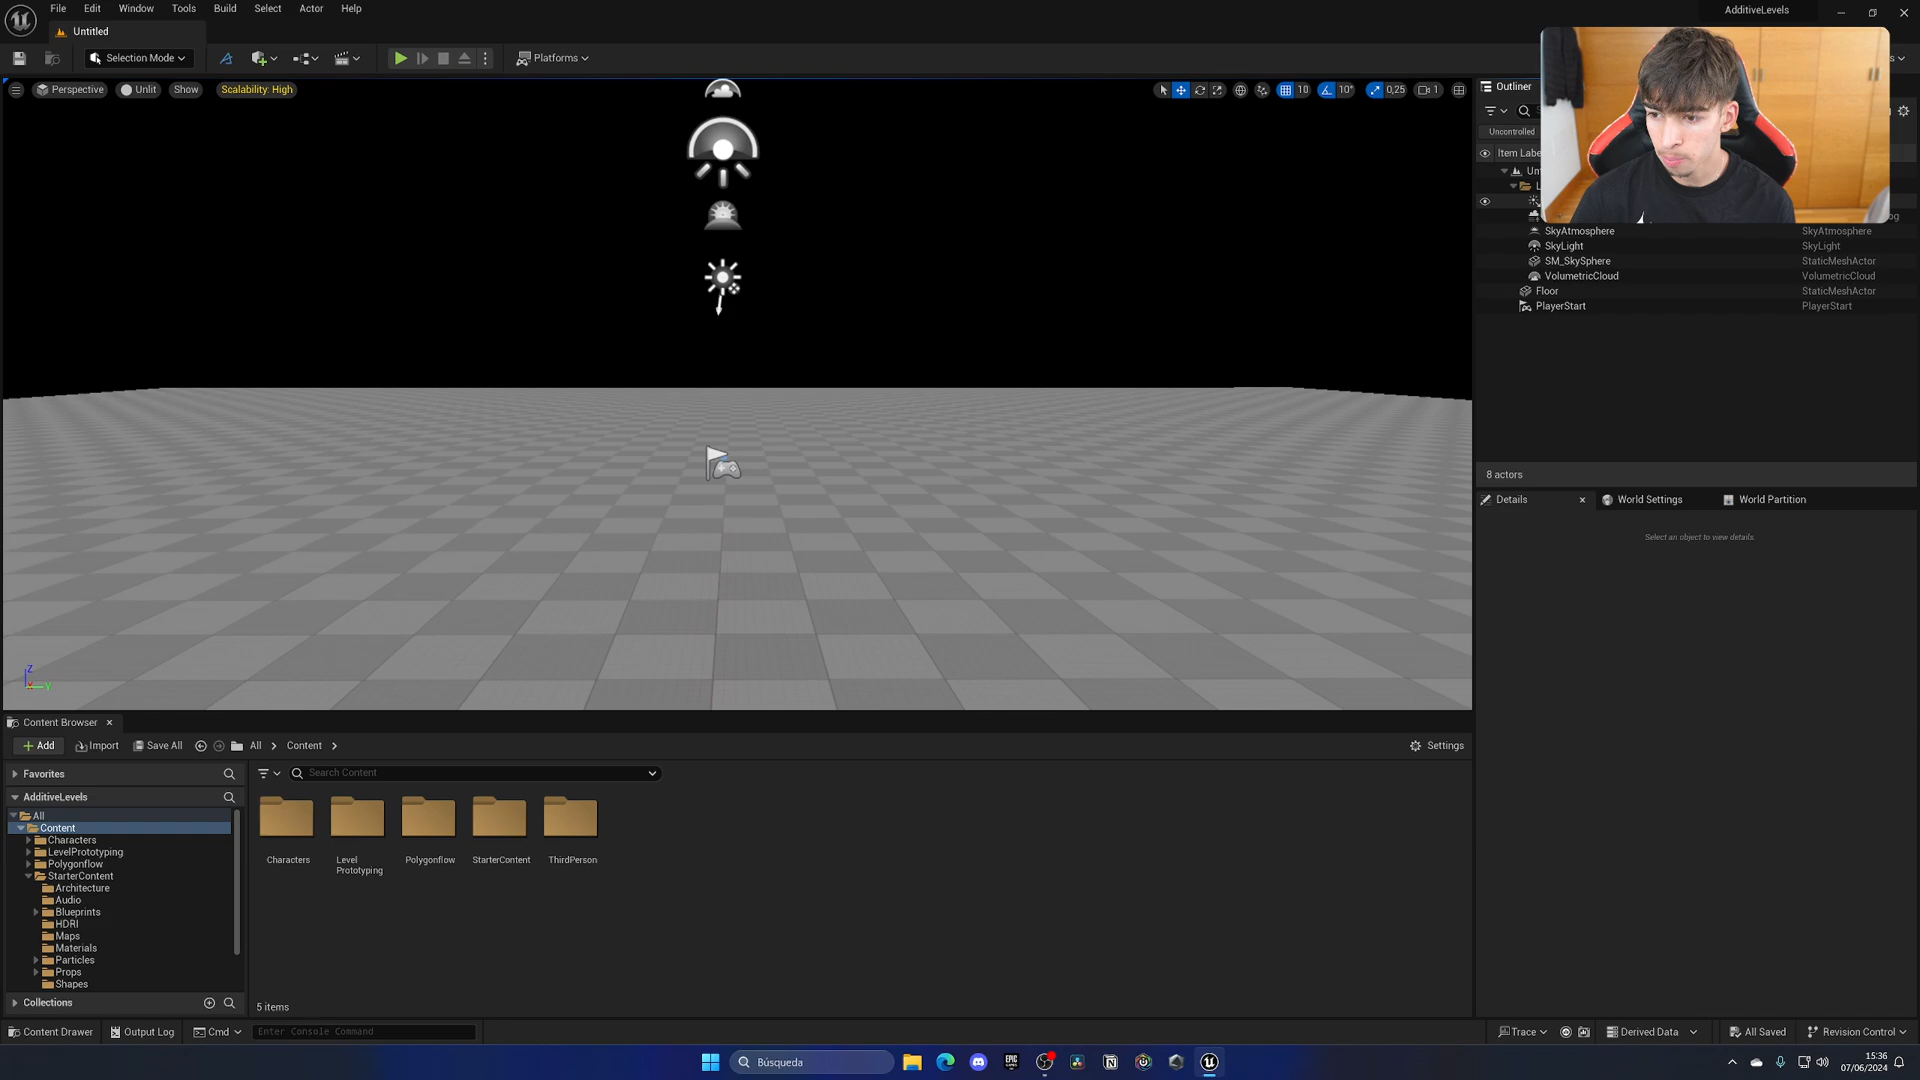 File Edit Window Tools Build Select Actor Help
AdditiveLevels
Untitled
Selection Mode
Platforms
Perspective Unlit Show Scalability: High
10 10° 0,25 1
Outliner
Uncontrolled
Item Labe
SkyAtmosphere SkyAtmosphere
SkyLight SkyLight
SM_SkySphere StaticMeshActor
VolumetricCloud VolumetricCloud
Floor StaticMeshActor
PlayerStart PlayerStart
8 actors
Details World Settings World Partition
Select an object to view details.
Z
Y
Content Browser
Add Import Save All All Content Settings
Favorites
Search Content
AdditiveLevels
All
Content
Characters
LevelPrototyping
Polygonflow
StarterContent
Architecture
Audio
Blueprints
HDRI
Maps
Materials
Particles
Props
Shapes
Collections
Characters
Level
Prototyping
Polygonflow
StarterContent
ThirdPerson
5 items
Content Drawer Output Log Cmd Enter Console Command
Trace Derived Data All Saved Revision Control
Búsqueda
EPIC
GAMES
15:36
07/06/2024